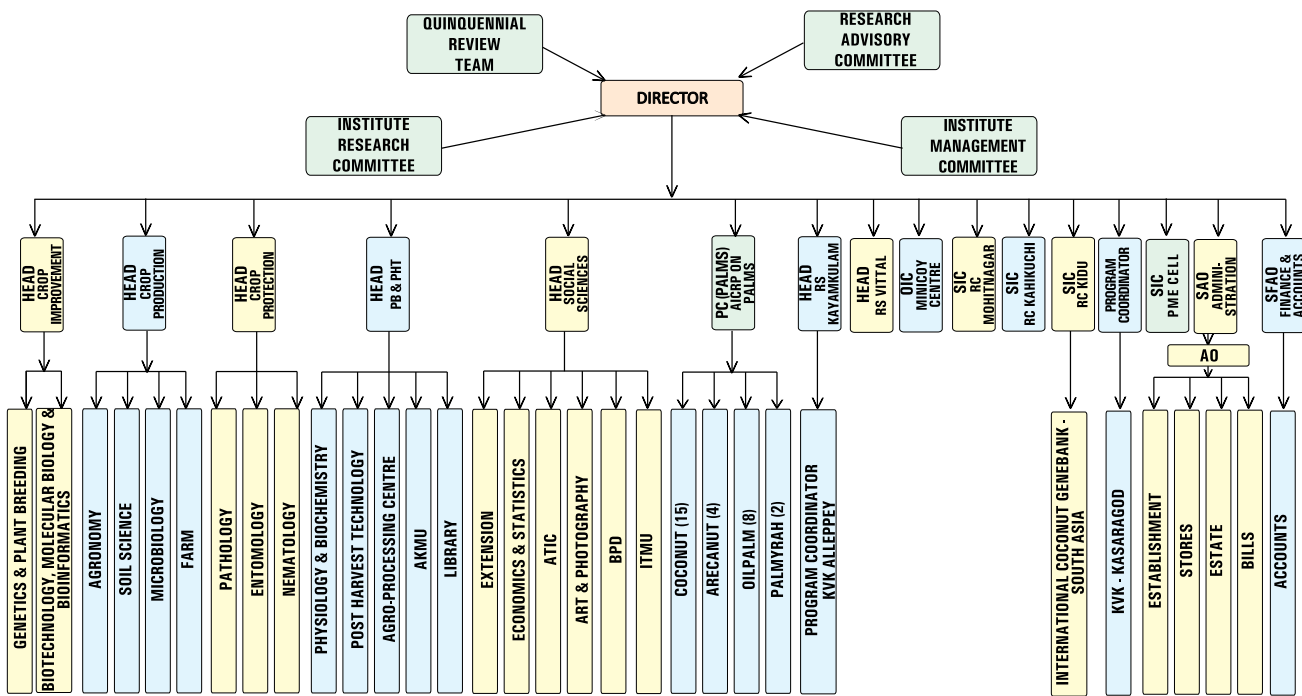 QUINQUENNIAL
REVIEW
TEAM
RESEARCH
ADVISORY
COMMITTEE
DIRECTOR
INSTITUTE
RESEARCH
COMMITTEE
INSTITUTE
MANAGEMENT
COMMITTEE
HEAD
CROP
IMPROVEMENT
HEAD
CROP
PRODUCTION
HEAD
CROP
PROTECTION
HEAD
PB & PHT
HEAD
SOCIAL
SCIENCES
PC (PALMS)
AICRP ON
PALMS
HEAD
RS
KAYAMKULAM
HEAD
RS VITTAL
OIC
MINICOY
CENTRE
SIC
RC
MOHITNAGAR
SIC
RC KAHIKUCHI
SIC
RC KIDU
PROGRAM
COORDINATOR
SIC
PME CELL
SAO
ADMINI-
STRATION
SFAO
FINANCE &
ACCOUNTS
AO
GENETICS & PLANT BREEDING
BIOTECHNOLOGY, MOLECULAR BIOLOGY &
BIOINFORMATICS
AGRONOMY
SOIL SCIENCE
MICROBIOLOGY
FARM
PATHOLOGY
ENTOMOLOGY
NEMATOLOGY
PHYSIOLOGY & BIOCHEMISTRY
POST HARVEST TECHNOLOGY
AGRO-PROCESSING CENTRE
AKMU
LIBRARY
EXTENSION
ECONOMICS & STATISTICS
ATIC
ART & PHOTOGRAPHY
BPD
ITMU
COCONUT (15)
ARECANUT (4)
OILPALM (8)
PALMYRAH (2)
PROGRAM COORDINATOR
KVK ALLEPPEY
INTERNATIONAL COCONUT GENEBANK -
SOUTH ASIA
KVK - KASARAGOD
ESTABLISHMENT
STORES
ESTATE
BILLS
ACCOUNTS